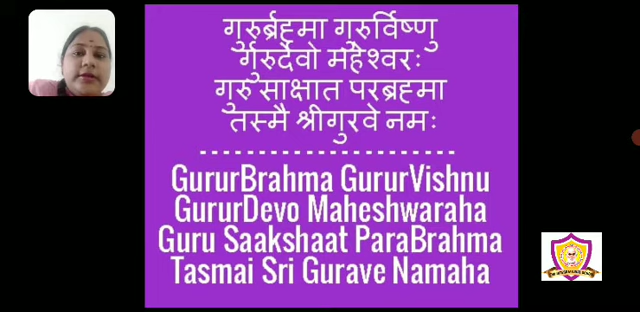 गुरुर्ब्रह्मा गुरुर्विष्णु
र्गुरुर्देवो महेश्वरः
गुरु साक्षात परब्रह्मा
तस्मै श्रीगुरवे नमः
GururBrahma GururVishnu
GururDevo Maheshwaraha
Guru Saakshaat ParaBrahma
Tasmai Sri Gurave Namaha